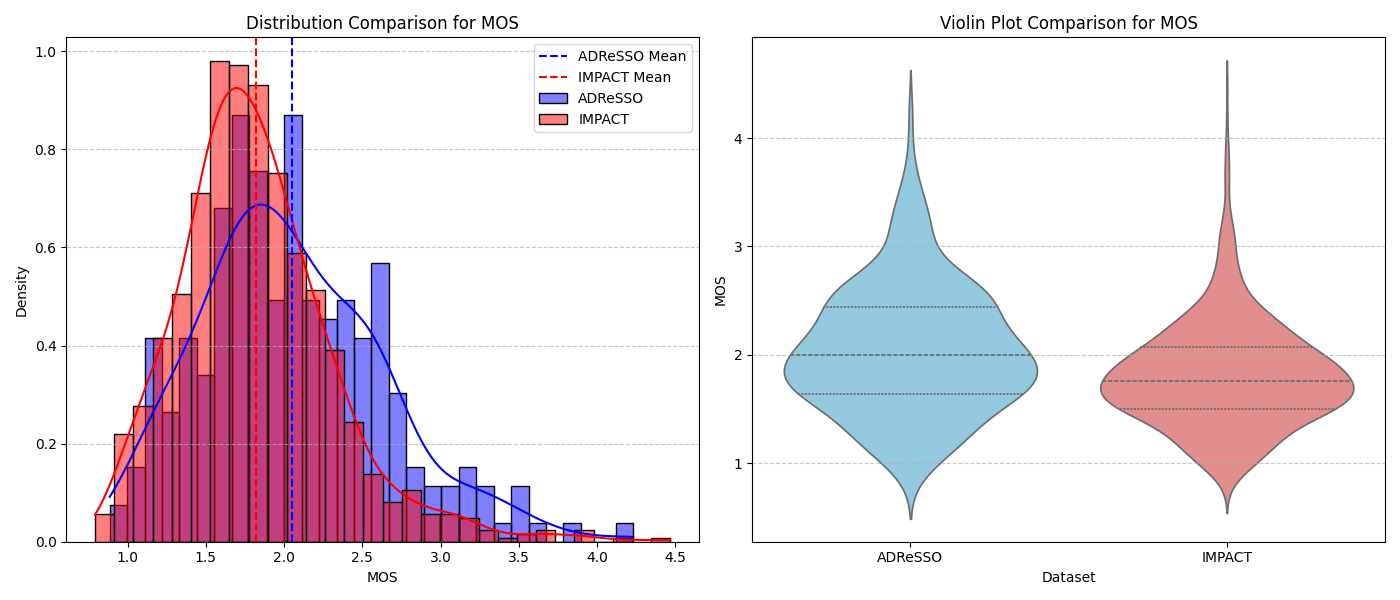 Distribution Comparison for MOS
1.0
0.8
0.6
0.4
0.2
0.0
Density
ADReSSO Mean
IMPACT Mean
ADReSSO
IMPACT
1.0 1.5 2.0 2.5 3.0 3.5 4.0 4.5
MOS
Violin Plot Comparison for MOS
4
3
2
1
MOS
ADReSSO IMPACT
Dataset